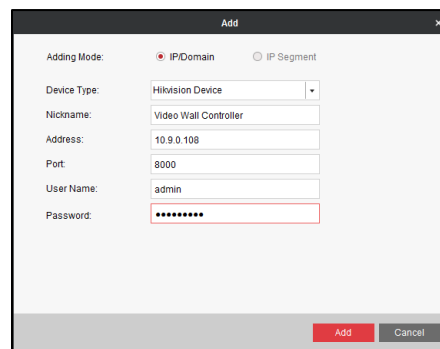 Add
×
Adding Mode: IP/Domain IP Segment
Device Type: Hikvision Device
Nickname: Video Wall Controller
Address: 10.9.0.108
Port: 8000
User Name: admin
Password: •••••••••
Add Cancel